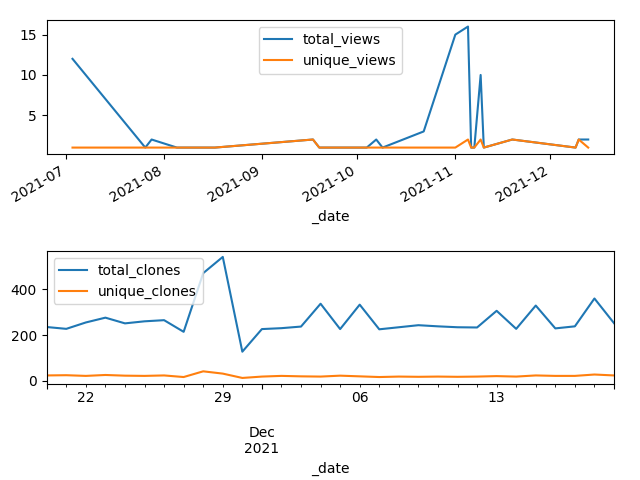 15
10
5
total_views
unique_views
2021-07
2021-08
2021-09
2021-10
2021-11
2021-12
_date
400
200
0
total_clones
unique_clones
22
29
06
13
Dec
2021
_date